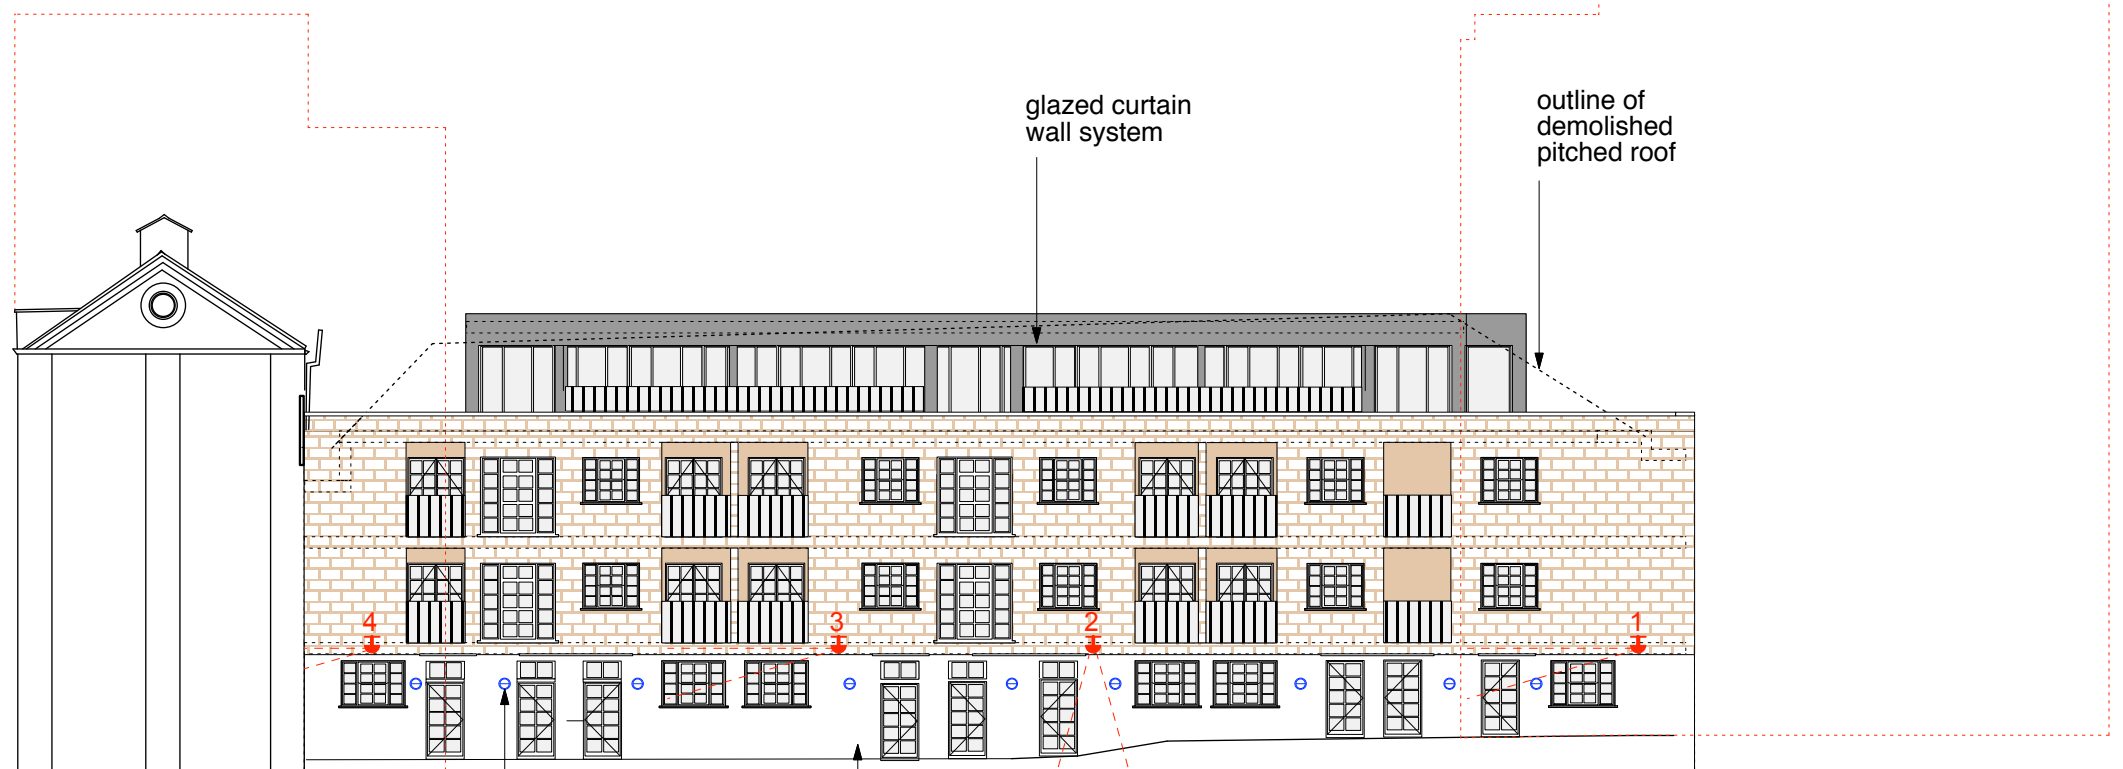 glazed curtain
wall system
outline of
demolished
pitched roof
4
3
2
1